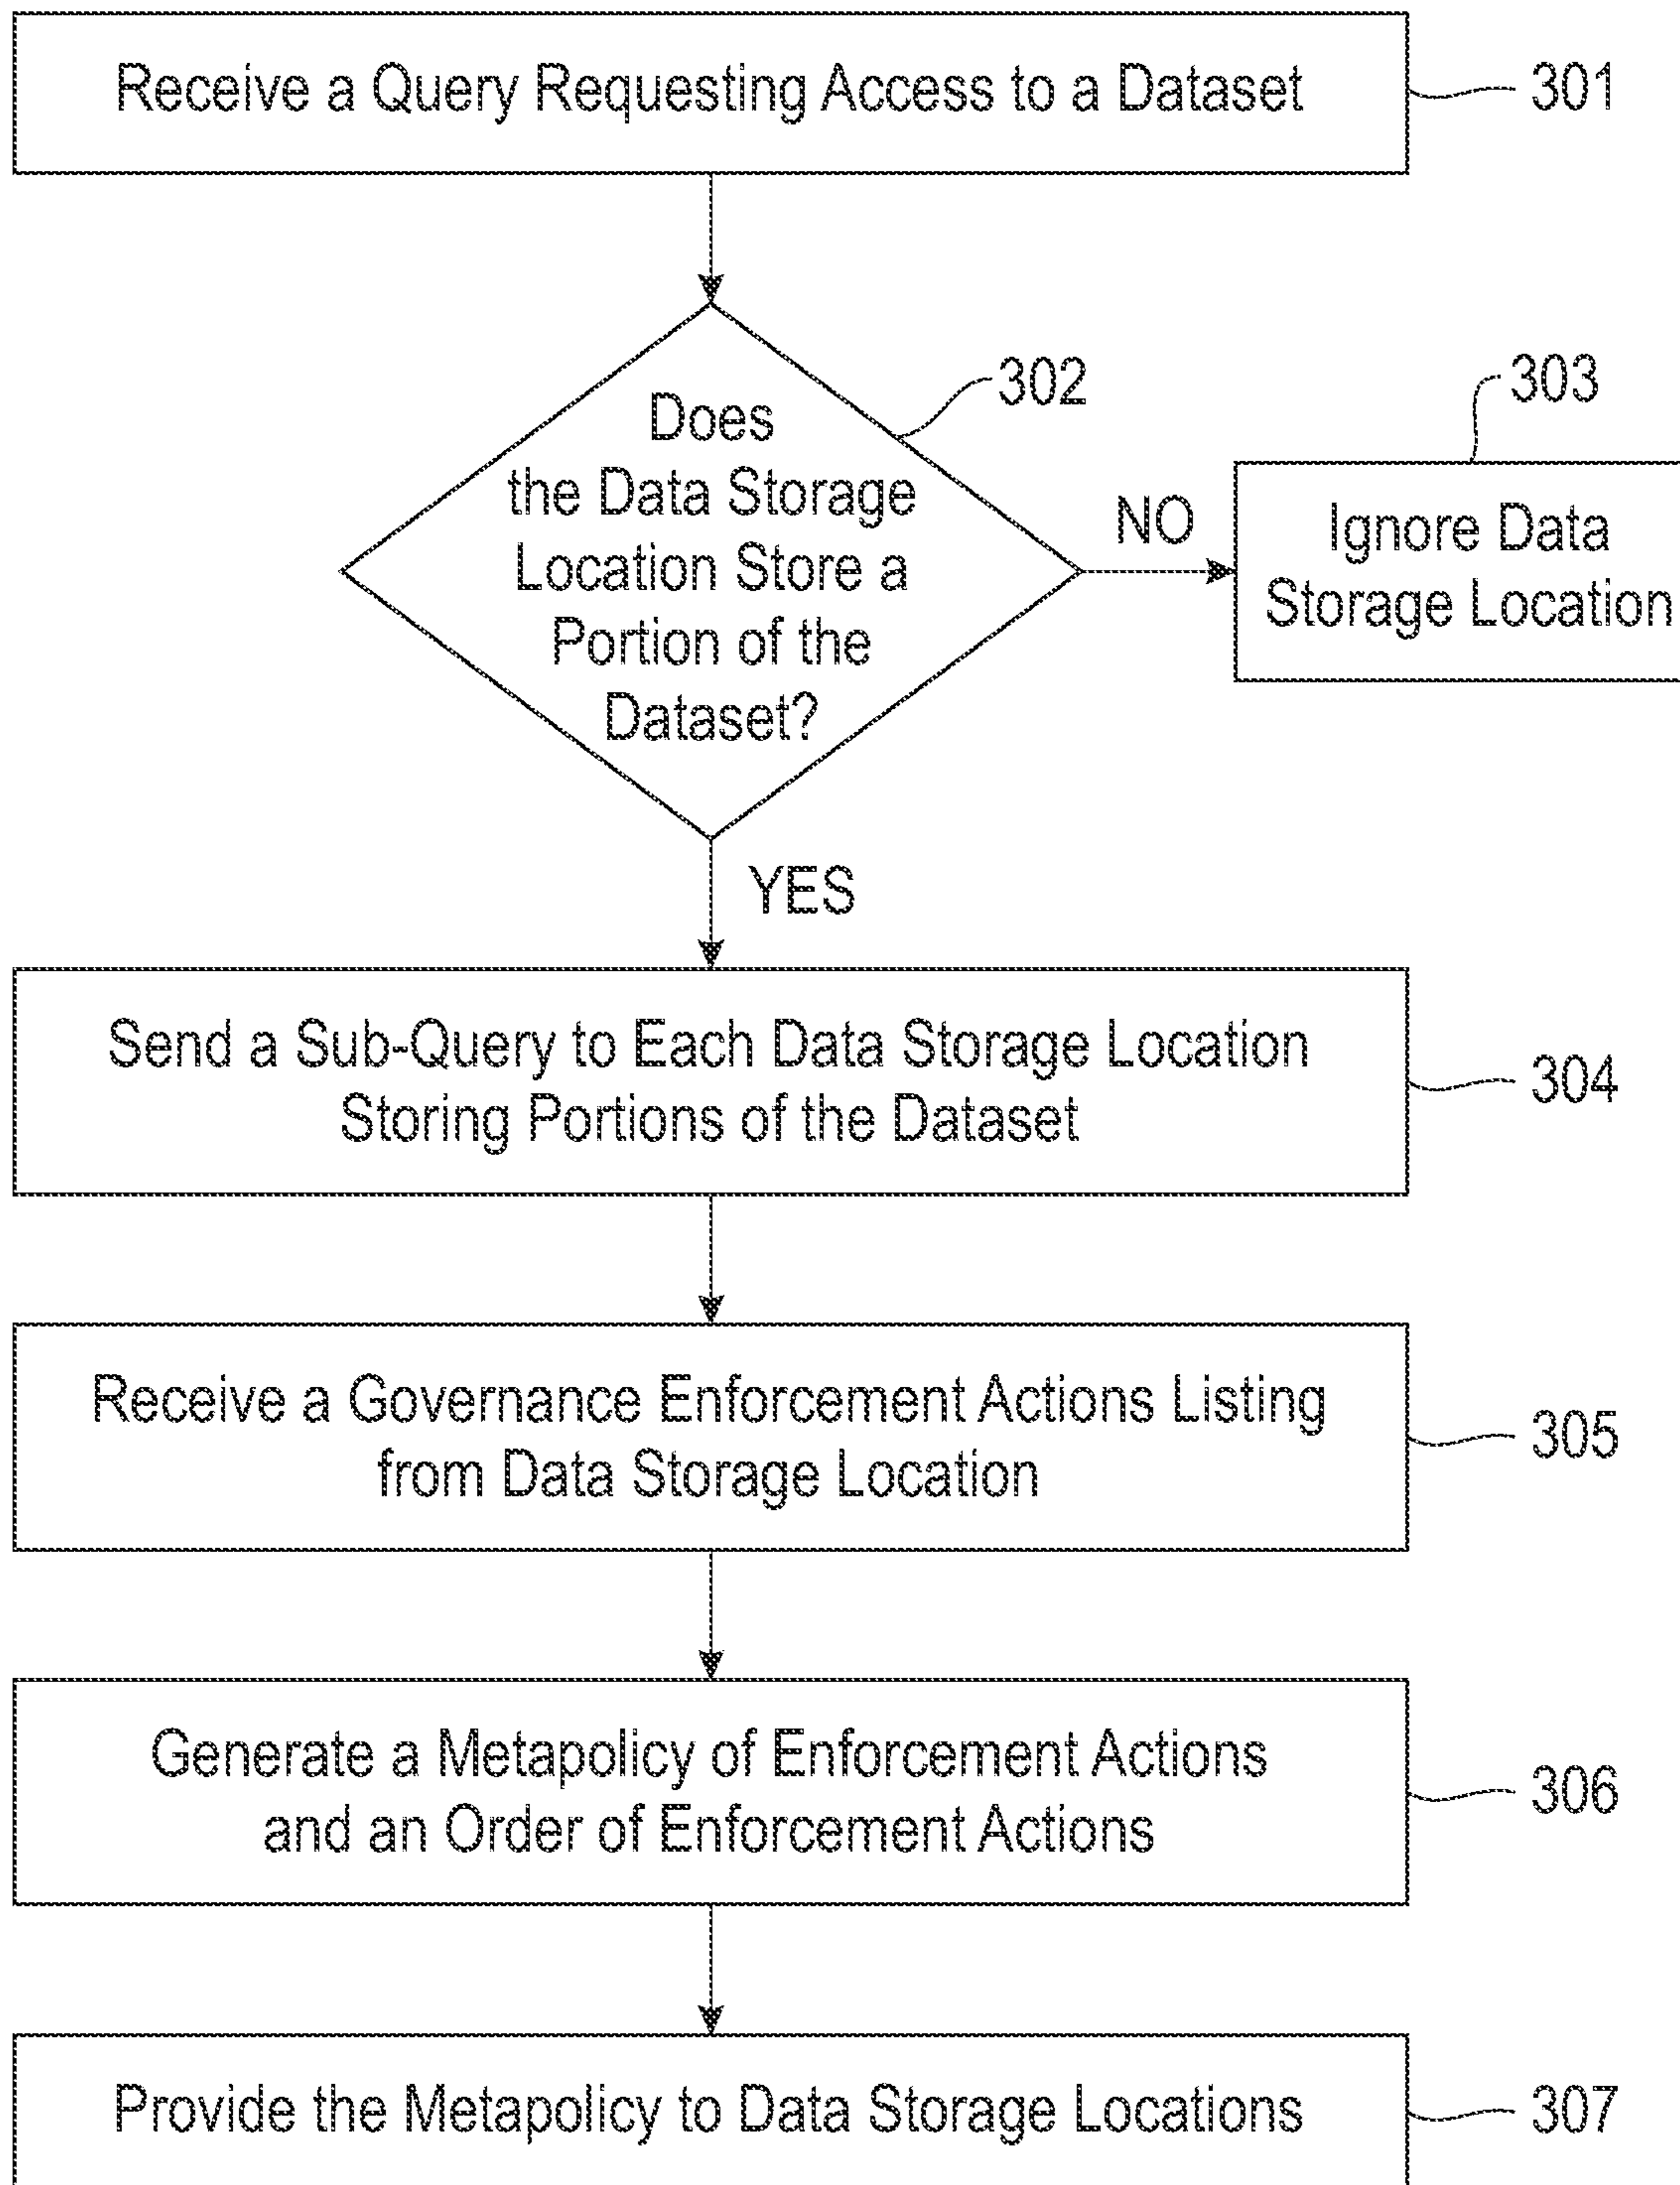 Receive a Query Requesting Access to a Dataset
301
Does
the Data Storage
Location Store a
Portion of the
Dataset?
302
NO
303
Ignore Data
Storage Location
YES
Send a Sub-Query to Each Data Storage Location
Storing Portions of the Dataset
304
Receive a Governance Enforcement Actions Listing
from Data Storage Location
305
Generate a Metapolicy of Enforcement Actions
and an Order of Enforcement Actions
306
Provide the Metapolicy to Data Storage Locations
307